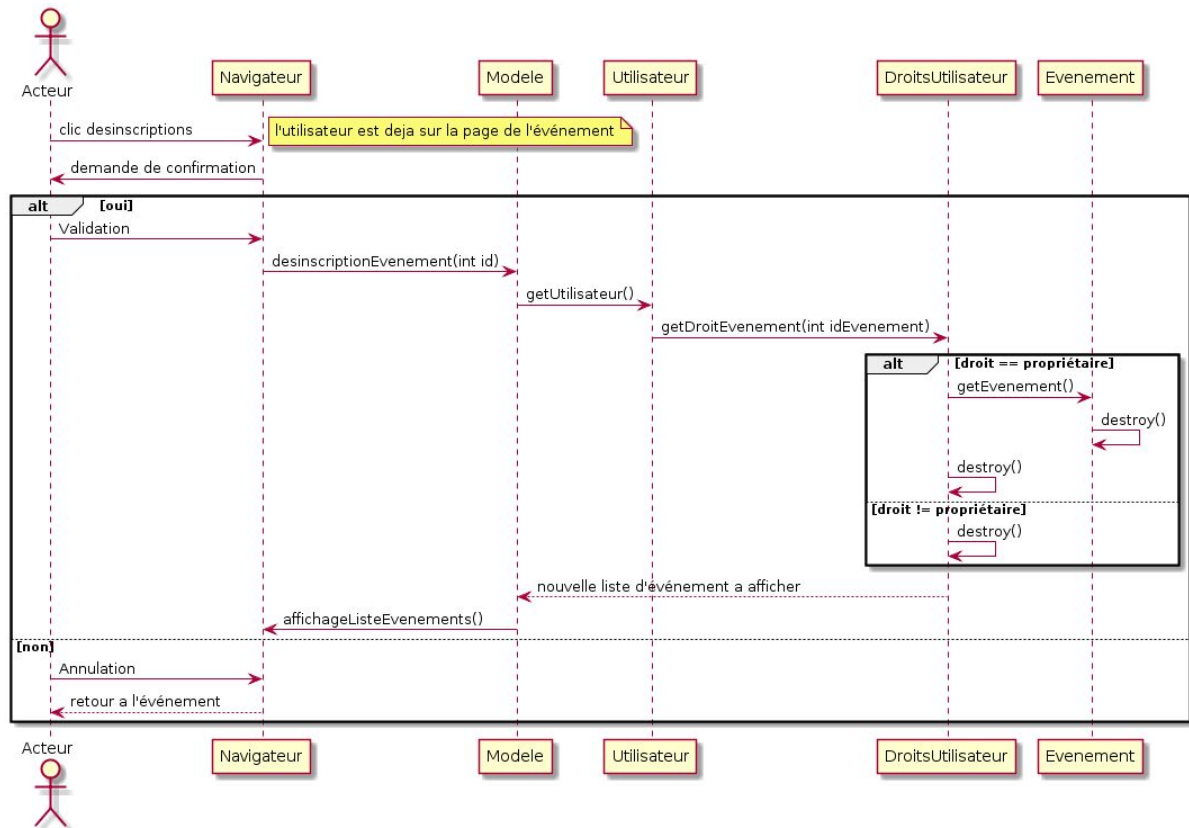 Acteur
Navigateur
Modele
Utilisateur
DroitsUtilisateur
Evenement
clic desinscriptions
l'utilisateur est deja sur la page de l'événement
demande de confirmation
alt
[oui]
Validation
desinscriptionEvenement(int id)
getUtilisateur()
getDroitEvenement(int idEvenement)
alt
[droit == propriétaire]
getEvenement()
destroy()
destroy()
[droit != propriétaire]
destroy()
nouvelle liste d'événement a afficher
affichageListeEvenements()
[non]
Annulation
retour a l'événement
Acteur
Navigateur
Modele
Utilisateur
DroitsUtilisateur
Evenement